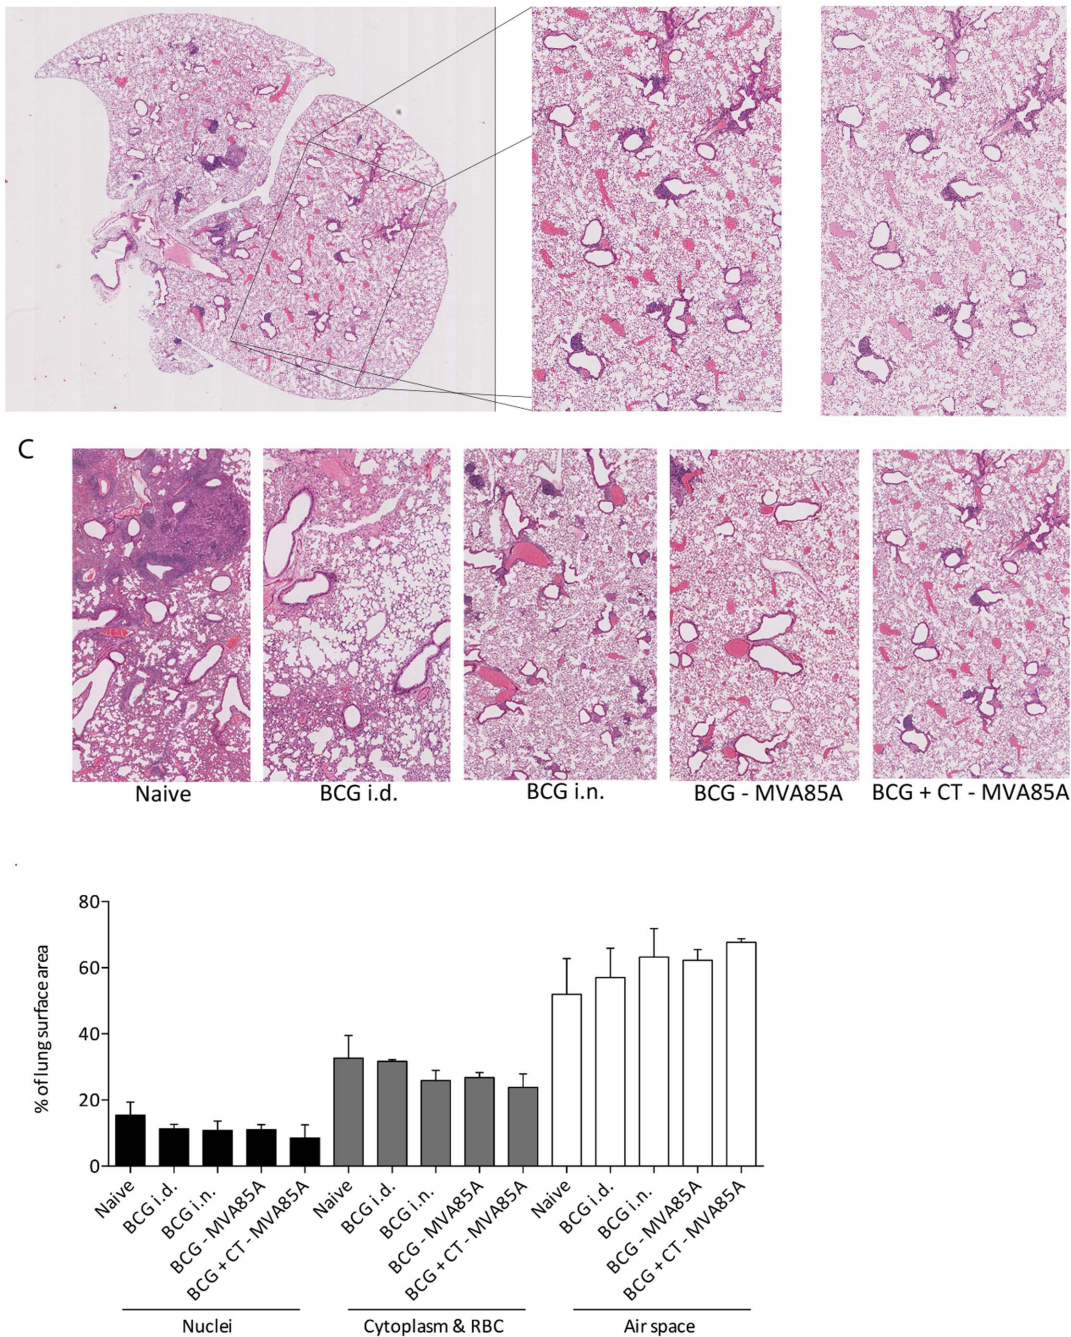 C
Naive
BCG i.d.
BCG i.n.
BCG - MVA85A
BCG + CT - MVA85A
% of lung surface area
80
60
40
20
0
Naive
BCG i.d.
BCG i.n.
BCG - MVA85A
BCG + CT - MVA85A
Naive
BCG i.d.
BCG i.n.
BCG - MVA85A
BCG + CT - MVA85A
Naive
BCG i.d.
BCG i.n.
BCG - MVA85A
BCG + CT - MVA85A
Nuclei
Cytoplasm & RBC
Air space